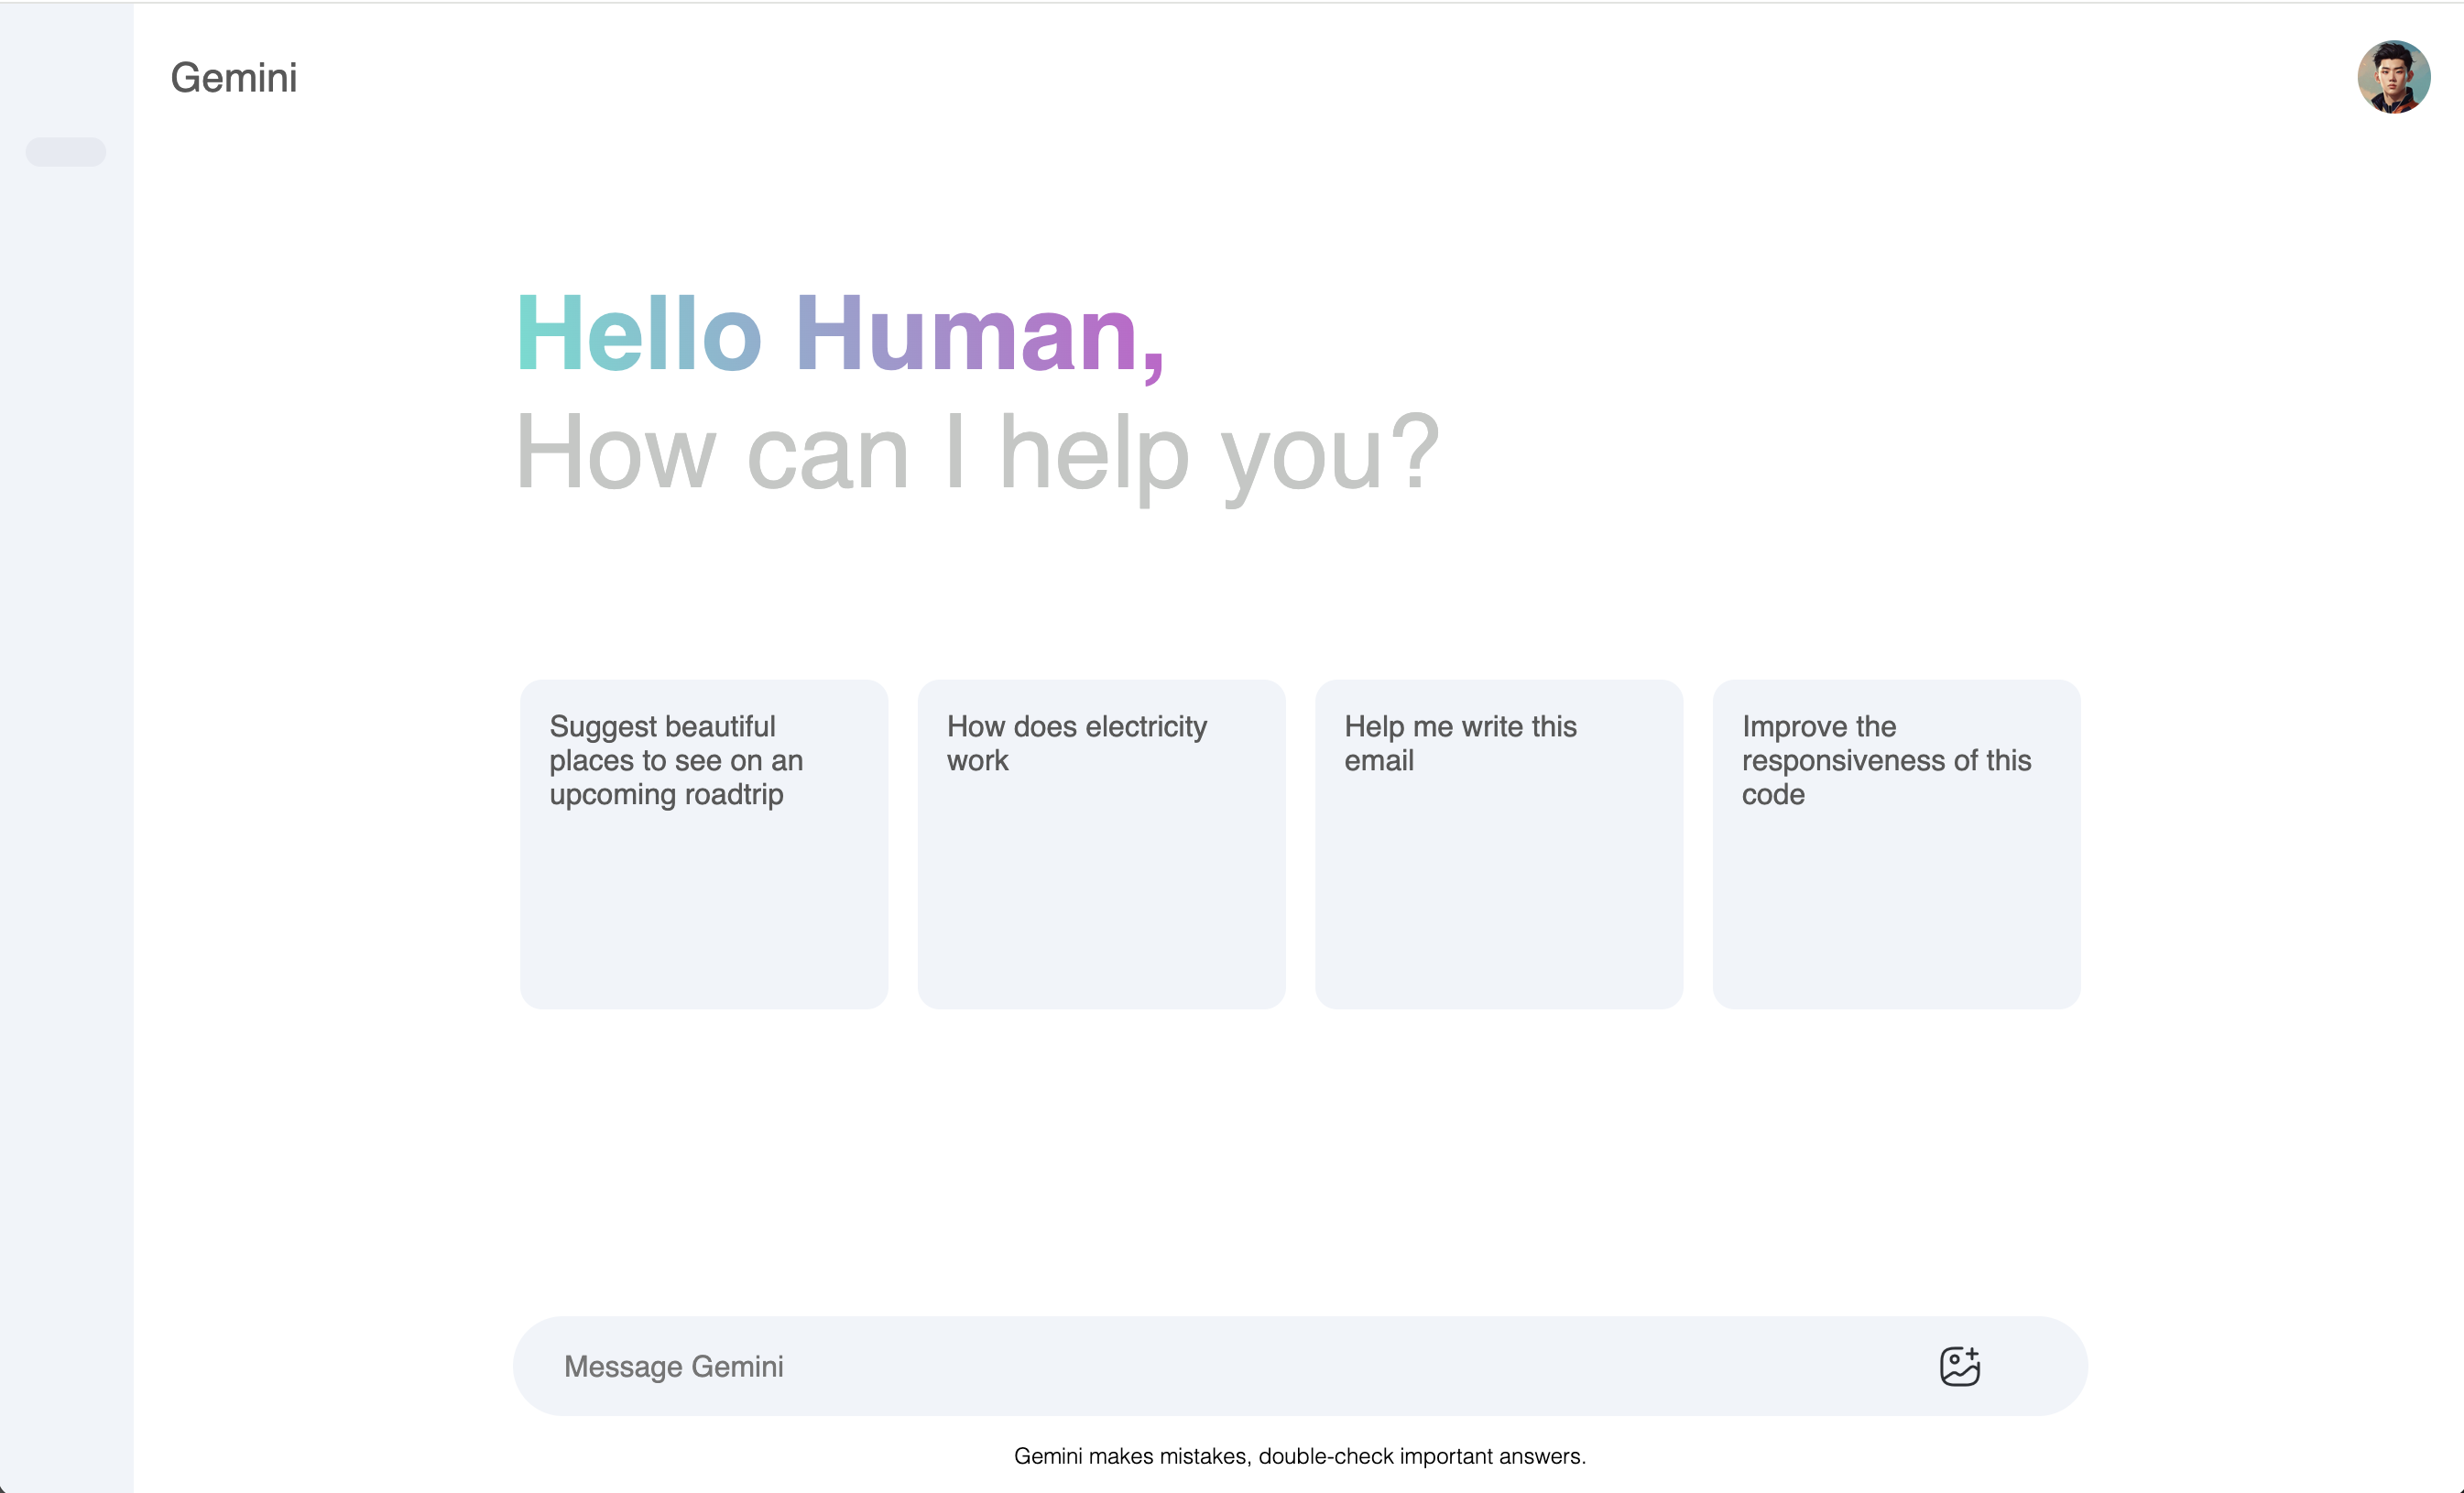 Gemini
Hello Human,
How can I help you?
Suggest beautiful
places to see on an
upcoming roadtrip
How does electricity
work
Help me write this
email
Improve the
responsiveness of this
code
Message Gemini
Gemini makes mistakes, double-check important answers.